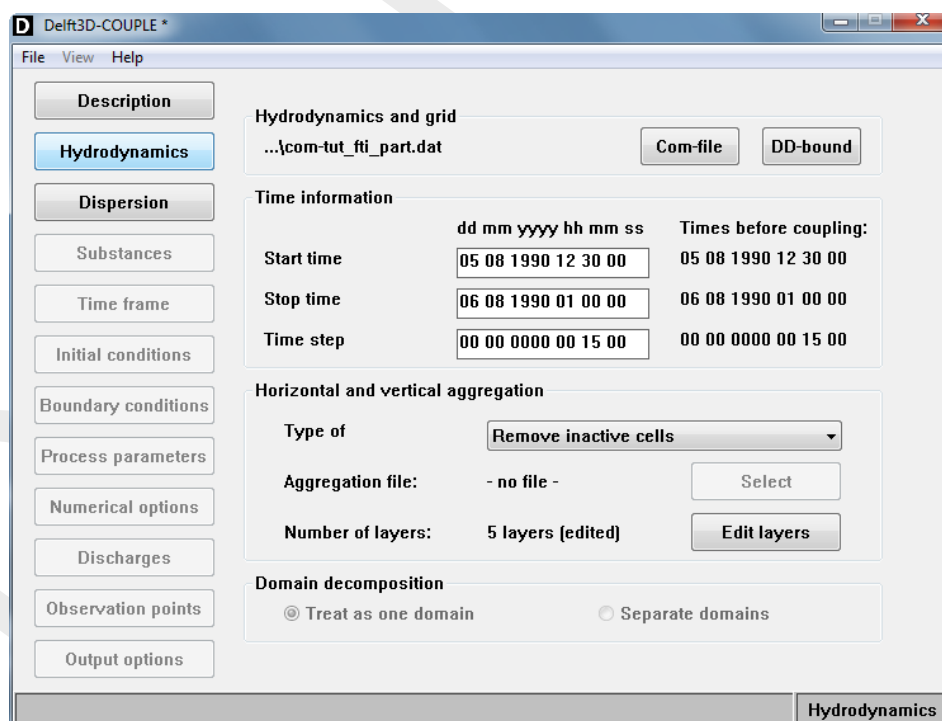 D Delft3D-COUPLE *
File View Help
Description
Hydrodynamics
Dispersion
Substances
Time frame
Initial conditions
Boundary conditions
Process parameters
Numerical options
Discharges
Observation points
Output options
Hydrodynamics and grid
...\com-tut_fti_part.dat Com-file DD-bound
Time information
dd mm yyyy hh mm ss Times before coupling:
Start time 05 08 1990 12 30 00 05 08 1990 12 30 00
Stop time 06 08 1990 01 00 00 06 08 1990 01 00 00
Time step 00 00 0000 00 15 00 00 00 0000 00 15 00
Horizontal and vertical aggregation
Type of Remove inactive cells
Aggregation file: - no file - Select
Number of layers: 5 layers (edited) Edit layers
Domain decomposition
Treat as one domain Separate domains
Hydrodynamics